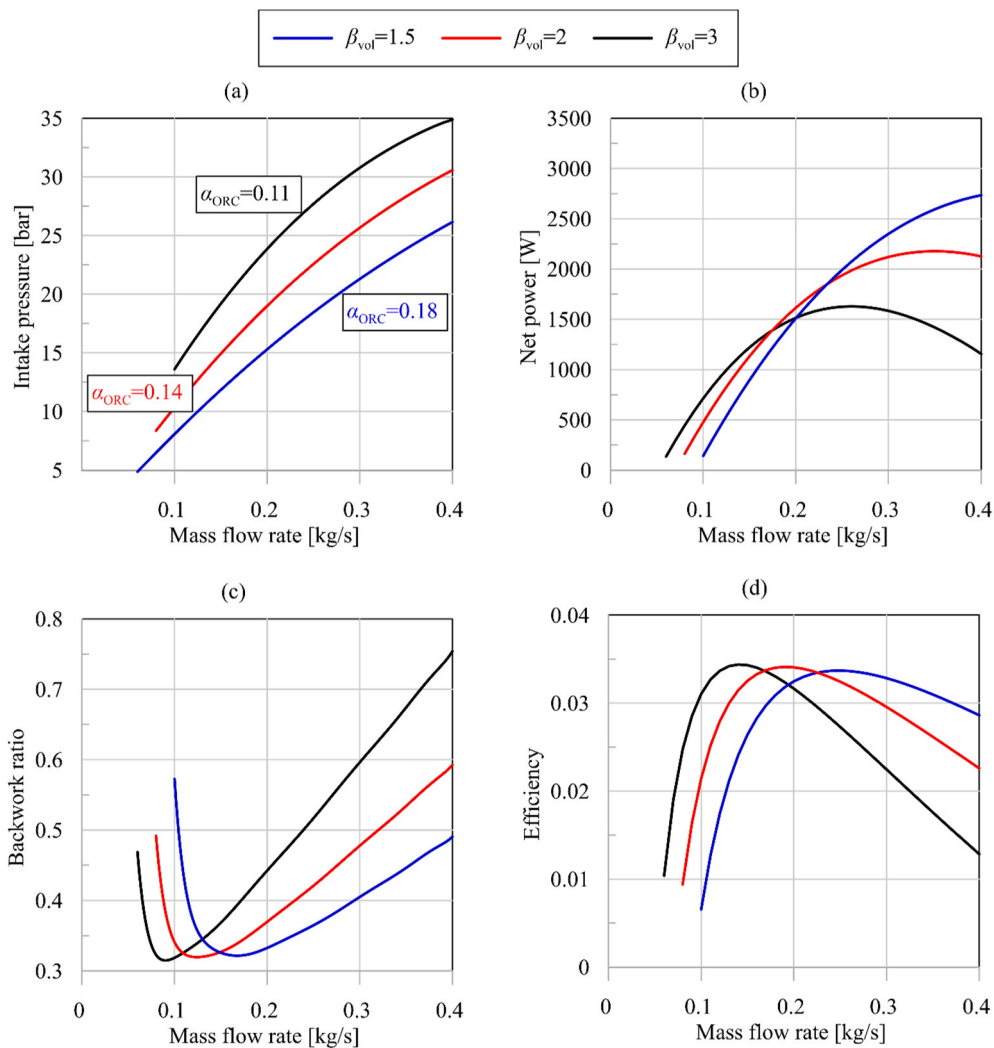 β_vol=1.5 β_vol=2 β_vol=3
(a)
Intake pressure [bar]
35
30
25
20
15
10
5
α_ORC=0.11
α_ORC=0.18
α_ORC=0.14
0.1 0.2 0.3 0.4
Mass flow rate [kg/s]
(b)
Net power [W]
3500
3000
2500
2000
1500
1000
500
0
0 0.1 0.2 0.3 0.4
Mass flow rate [kg/s]
(c)
Backwork ratio
0.8
0.7
0.6
0.5
0.4
0.3
0 0.1 0.2 0.3 0.4
Mass flow rate [kg/s]
(d)
Efficiency
0.04
0.03
0.02
0.01
0
0 0.1 0.2 0.3 0.4
Mass flow rate [kg/s]